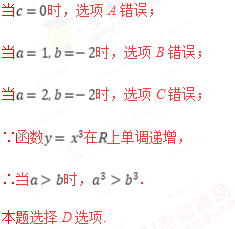 当c=0时，选项A错误；
当a=1,b=−2时，选项B错误；
当a=2,b=−2时，选项C错误；
∵函数y= x³在R上单调递增，
∴当a>b时，a³>b³.
本题选择D选项.